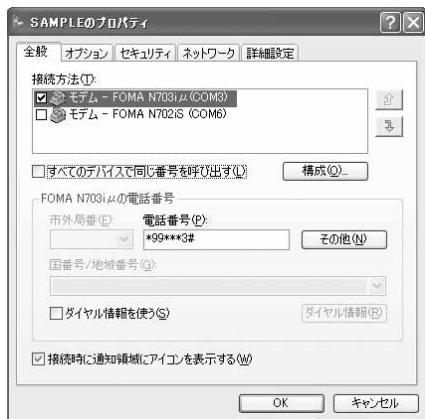 SAMPLEのプロパティ
全般 オプション セキュリティ ネットワーク 詳細設定
接続方法(T):
モデム - FOMA N703iμ(COM3)
モデム - FOMA N702iS (COM6)
すべてのデバイスで同じ番号を呼び出す(L) 構成(O)...
FOMA N703iμの電話番号
市外局番(E): 電話番号(P):
*99***3# その他(N)
国番号/地域番号(G):
ダイヤル情報を使う(S) ダイヤル情報(R)
接続時に通知領域にアイコンを表示する(W)
OK キャンセル